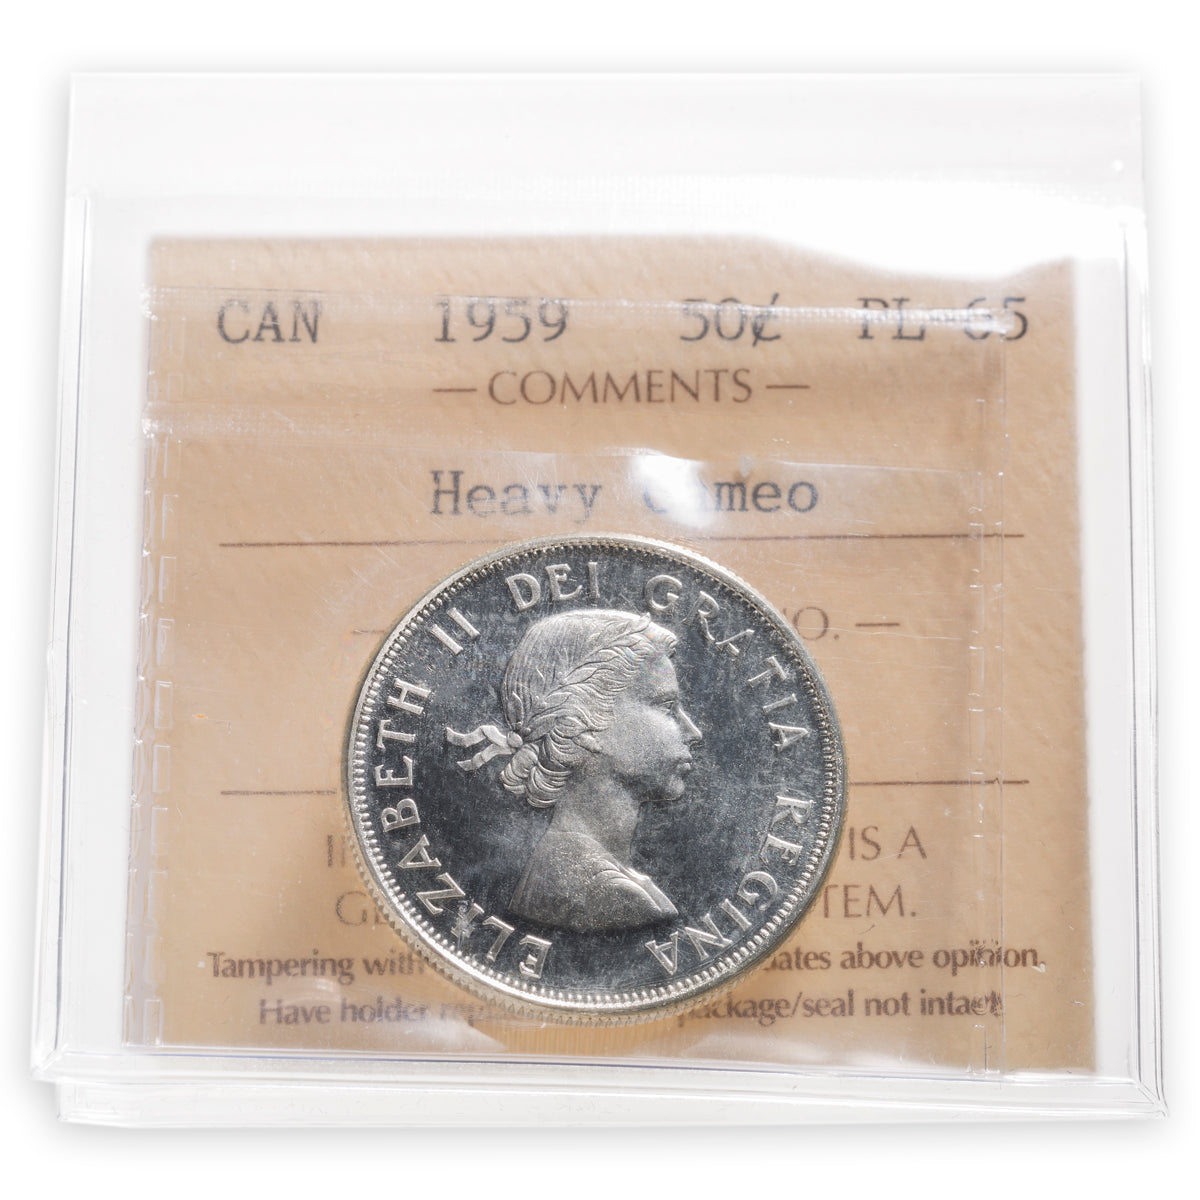 CAN 1959 50¢ PL-65
— COMMENTS —
Heavy Cameo
O. —
ELIZABETH II DEI GRATIA REGINA
IS A
TEM.
Tampering with above opinion.
Have holder package/seal not intact